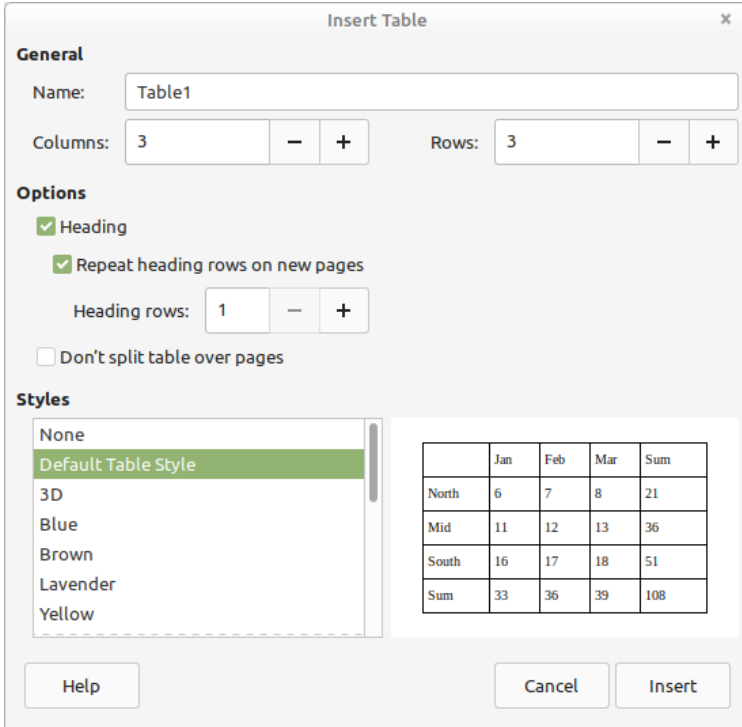 Insert Table ×
General
Name: Table1
Columns: 3 − + Rows: 3 − +
Options
Heading
Repeat heading rows on new pages
Heading rows: 1 − +
Don't split table over pages
Styles
None
Default Table Style
3D
Blue
Brown
Lavender
Yellow
Jan Feb Mar Sum
North 6 7 8 21
Mid 11 12 13 36
South 16 17 18 51
Sum 33 36 39 108
Help Cancel Insert